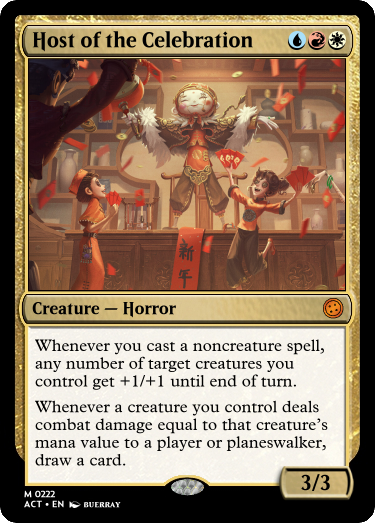 Host of the Celebration
新年
Creature — Horror
Whenever you cast a noncreature spell,
any number of target creatures you
control get +1/+1 until end of turn.
Whenever a creature you control deals
combat damage equal to that creature's
mana value to a player or planeswalker,
draw a card.
3/3
M 0222
ACT • EN BUERRAY